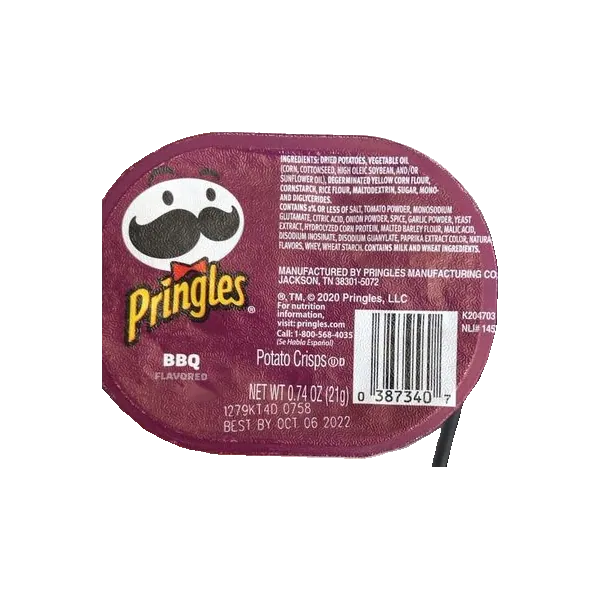 INGREDIENTS: DRIED POTATOES, VEGETABLE OIL
(CORN, COTTONSEED, HIGH OLEIC SOYBEAN, AND/OR
SUNFLOWER OIL), DEGERMINATED YELLOW CORN FLOUR,
CORNSTARCH, RICE FLOUR, MALTODEXTRIN, SUGAR, MONO-
AND DIGLYCERIDES.
CONTAINS 2% OR LESS OF SALT, TOMATO POWDER, MONOSODIUM
GLUTAMATE, CITRIC ACID, ONION POWDER, SPICE, GARLIC POWDER, YEAST
EXTRACT, HYDROLYZED CORN PROTEIN, MALTED BARLEY FLOUR, MALIC ACID,
DISODIUM INOSINATE, DISODIUM GUANYLATE, PAPRIKA EXTRACT COLOR, NATURA
FLAVORS, WHEY, WHEAT STARCH. CONTAINS MILK AND WHEAT INGREDIENTS.
MANUFACTURED BY PRINGLES MANUFACTURING CO
JACKSON, TN 38301-5072
®, TM, © 2020 Pringles, LLC
For nutrition
information,
visit: pringles.com
Call: 1-800-568-4035
(Se Habla Español)
K204703
NLI# 145
Pringles®
BBQ
FLAVORED
Potato Crisps Ⓤ D
NET WT 0.74 OZ (21g)
0 387340 7
1279KT4D 0758
BEST BY OCT 06 2022